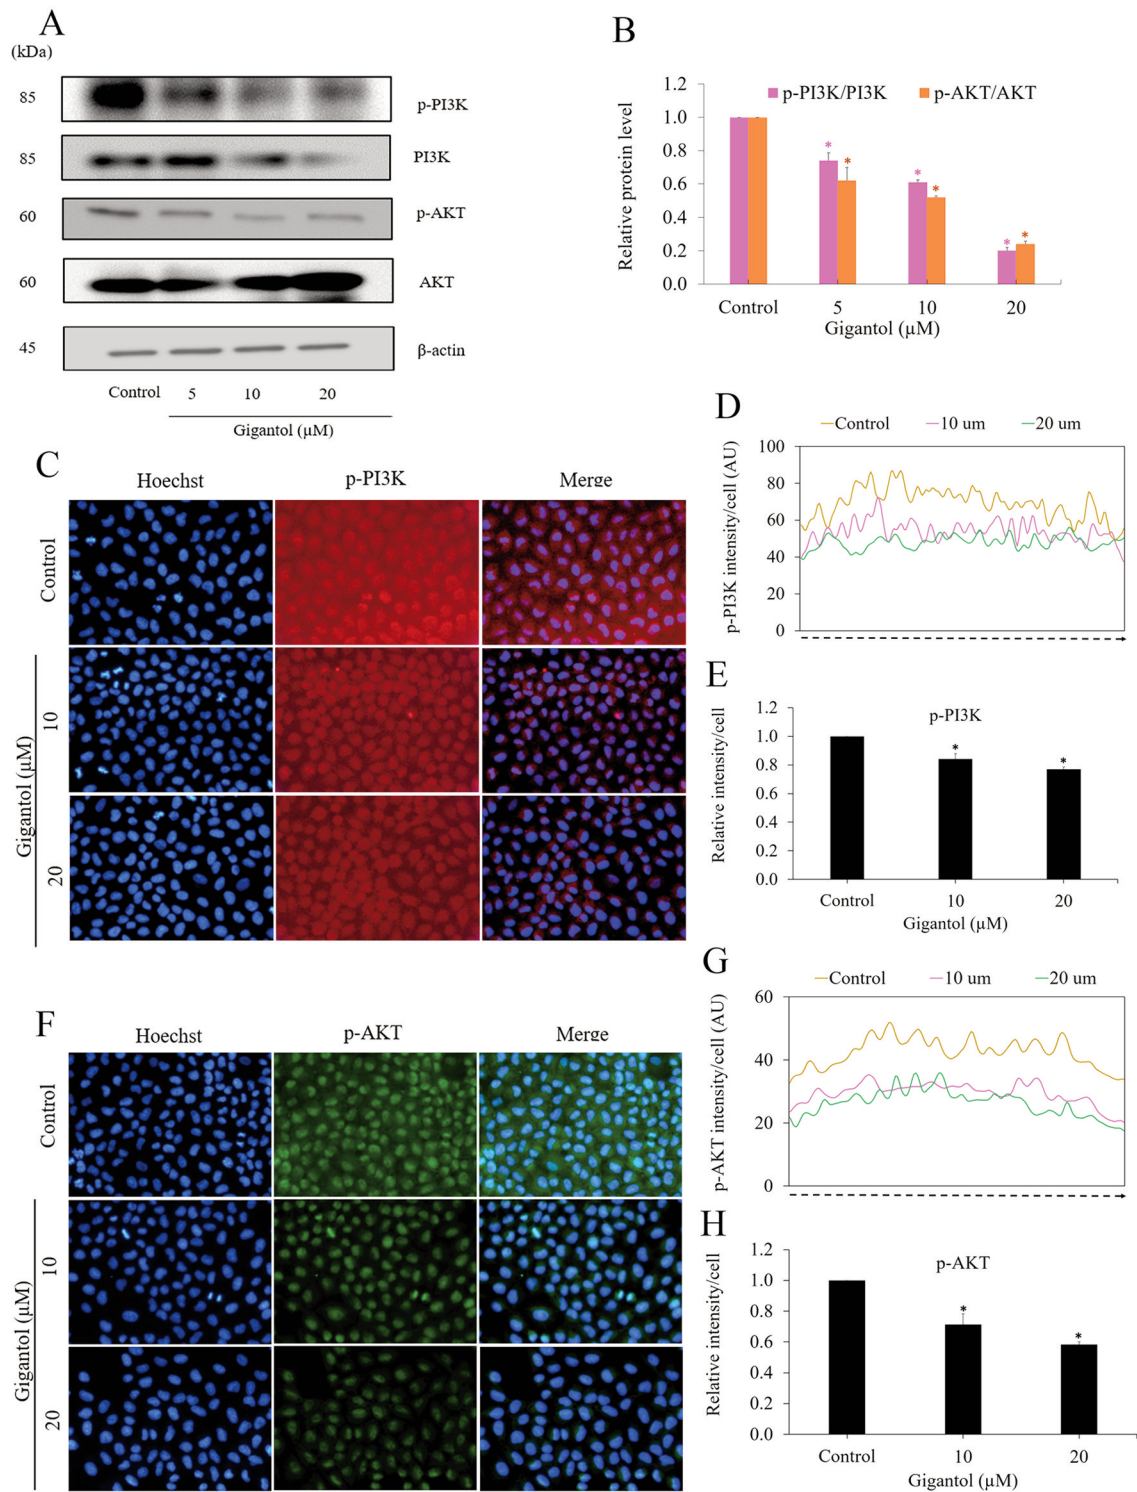 A
(kDa)
85
p-PI3K
85
PI3K
60
p-AKT
60
AKT
45
β-actin
Control 5 10 20
Gigantol (µM)
B
1.2
1.0
0.8
0.6
0.4
0.2
0.0
Relative protein level
p-PI3K/PI3K p-AKT/AKT
* * * * * *
Control 5 10 20
Gigantol (µM)
C
Hoechst p-PI3K Merge
Control
10
20
Gigantol (µM)
D
Control 10 um 20 um
p-PI3K intensity/cell (AU)
100
80
60
40
20
0
E
p-PI3K
Relative intensity/cell
1.2
1.0
0.8
0.6
0.4
0.2
0.0
* *
Control 10 20
Gigantol (µM)
F
Hoechst p-AKT Merge
Control
10
20
Gigantol (µM)
G
Control 10 um 20 um
p-AKT intensity/cell (AU)
60
40
20
0
H
p-AKT
Relative intensity/cell
1.2
1.0
0.8
0.6
0.4
0.2
0.0
* *
Control 10 20
Gigantol (µM)